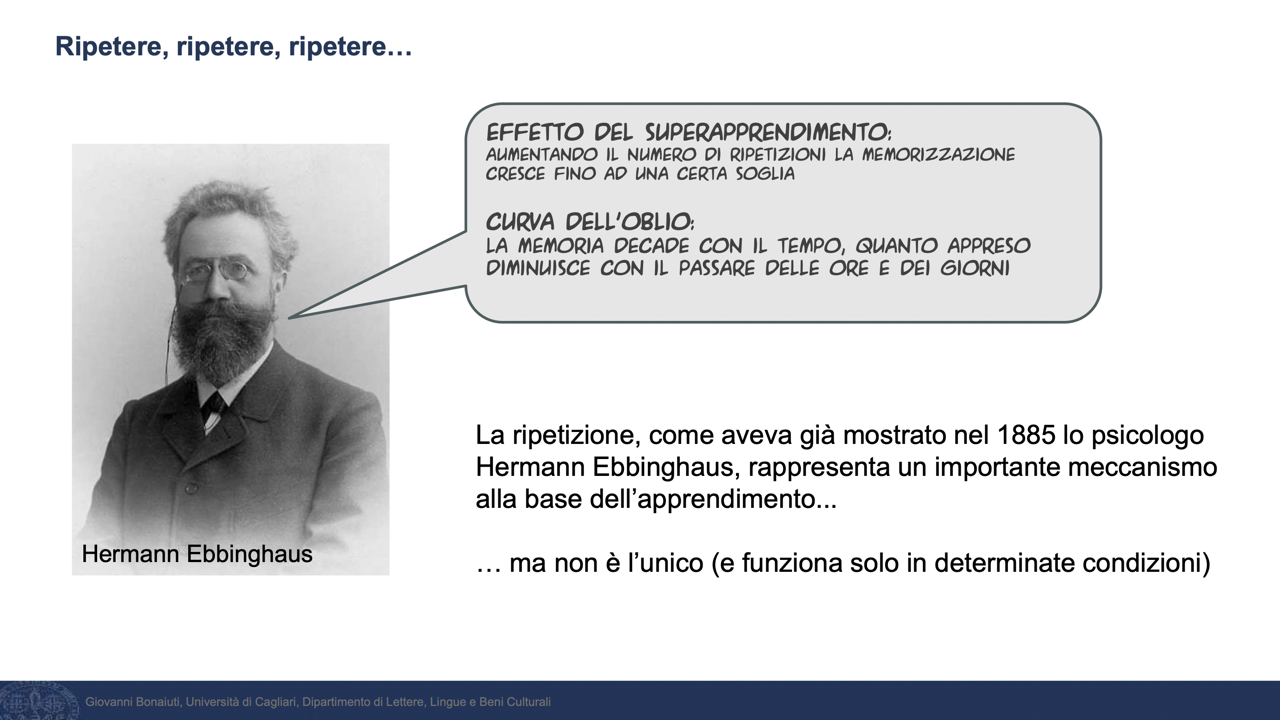 Ripetere, ripetere, ripetere…
EFFETTO DEL SUPERAPPRENDIMENTO:
AUMENTANDO IL NUMERO DI RIPETIZIONI LA MEMORIZZAZIONE
CRESCE FINO AD UNA CERTA SOGLIA
CURVA DELL'OBLIO:
LA MEMORIA DECADE CON IL TEMPO, QUANTO APPRESO
DIMINUISCE CON IL PASSARE DELLE ORE E DEI GIORNI
Hermann Ebbinghaus
La ripetizione, come aveva già mostrato nel 1885 lo psicologo
Hermann Ebbinghaus, rappresenta un importante meccanismo
alla base dell’apprendimento...
… ma non è l’unico (e funziona solo in determinate condizioni)
Giovanni Bonaiuti, Università di Cagliari, Dipartimento di Lettere, Lingue e Beni Culturali